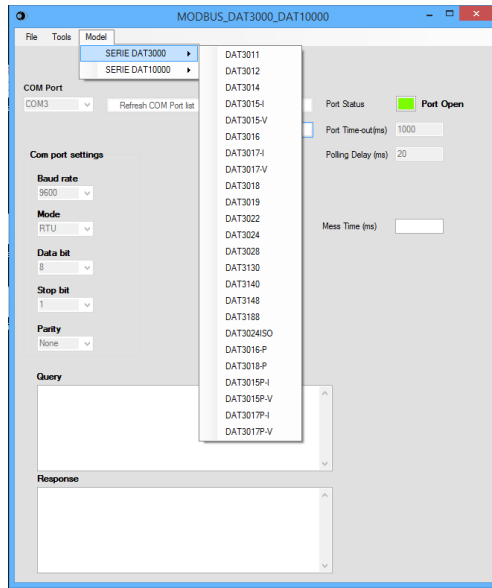 MODBUS_DAT3000_DAT10000
File Tools Model
SERIE DAT3000
SERIE DAT10000
DAT3011
DAT3012
DAT3014
DAT3015-I
DAT3015-V
DAT3016
DAT3017-I
DAT3017-V
DAT3018
DAT3019
DAT3022
DAT3024
DAT3028
DAT3130
DAT3140
DAT3148
DAT3188
DAT3024ISO
DAT3016-P
DAT3018-P
DAT3015P-I
DAT3015P-V
DAT3017P-I
DAT3017P-V
COM Port
COM3 Refresh COM Port list
Port Status Port Open
Port Time-out(ms) 1000
Polling Delay (ms) 20
Mess Time (ms)
Com port settings
Baud rate
9600
Mode
RTU
Data bit
8
Stop bit
1
Parity
None
Query
Response